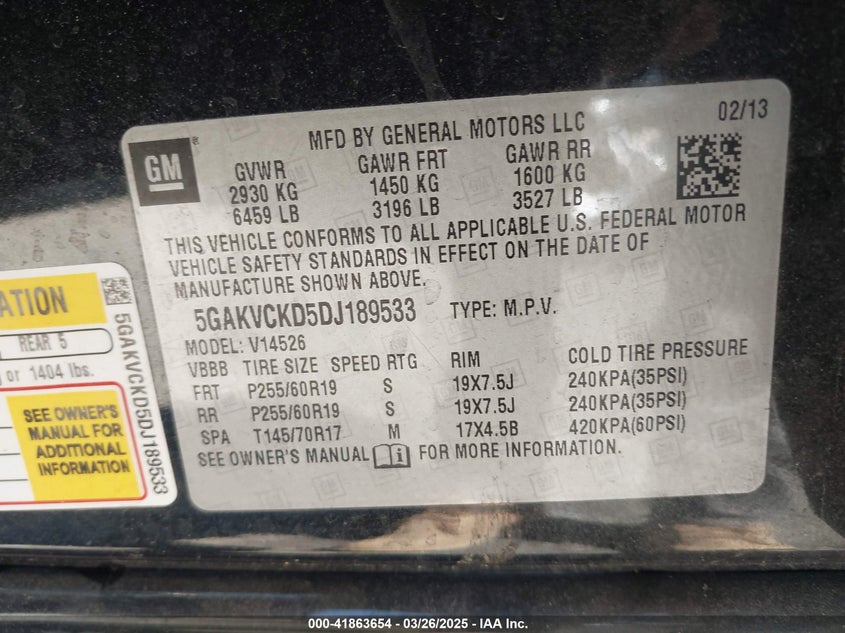 MFD BY GENERAL MOTORS LLC
02/13
GM
GVWR GAWR FRT GAWR RR
2930 KG 1450 KG 1600 KG
6459 LB 3196 LB 3527 LB
THIS VEHICLE CONFORMS TO ALL APPLICABLE U.S. FEDERAL MOTOR
VEHICLE SAFETY STANDARDS IN EFFECT ON THE DATE OF
MANUFACTURE SHOWN ABOVE.
5GAKVCKD5DJ189533 TYPE: M.P.V.
MODEL: V14526
VBBB TIRE SIZE SPEED RTG RIM COLD TIRE PRESSURE
FRT P255/60R19 S 19X7.5J 240KPA(35PSI)
RR P255/60R19 S 19X7.5J 240KPA(35PSI)
SPA T145/70R17 M 17X4.5B 420KPA(60PSI)
SEE OWNER'S MANUAL i FOR MORE INFORMATION.
REAR 5
or 1404 lbs.
SEE OWNER'S
MANUAL FOR
ADDITIONAL
INFORMATION
5GAKVCKD5DJ189533
000-41863654 / 03/26/2025 / IAA Inc.